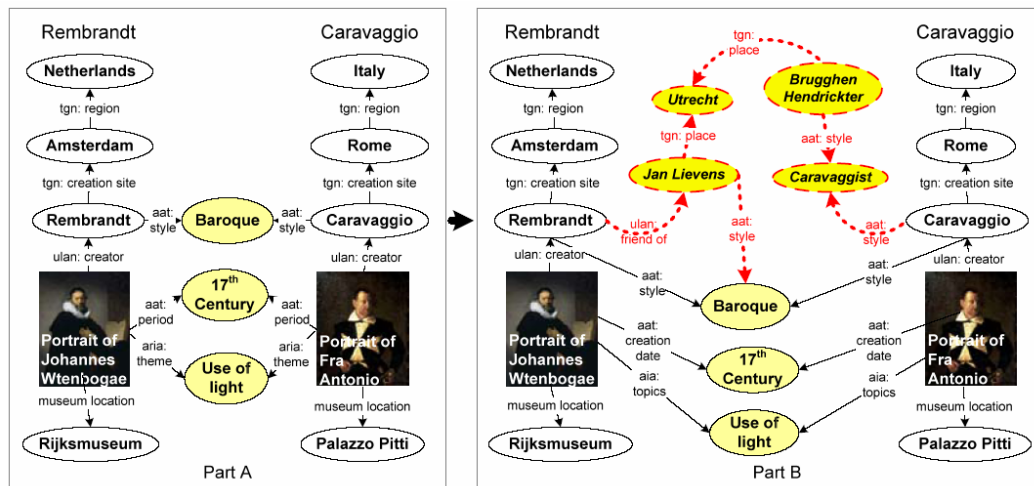 Rembrandt
Caravaggio
Netherlands
Italy
tgn: region
tgn: region
Amsterdam
Rome
tgn: creation site
tgn: creation site
Rembrandt
aat:
style
Baroque
aat:
style
Caravaggio
ulan: creator
ulan: creator
17th
Century
aat:
period
aat:
period
Portrait of
Johannes
Wtenbogae
aria:
theme
Use of
light
aria:
theme
Portrait of
Fra
Antonio
museum location
museum location
Rijksmuseum
Palazzo Pitti
Part A
Rembrandt
Caravaggio
tgn:
place
Netherlands
Brugghen
Hendrickter
Italy
Utrecht
tgn: region
tgn: region
tgn: place
aat: style
Amsterdam
Rome
Jan Lievens
Caravaggist
tgn: creation site
tgn: creation site
Rembrandt
ulan:
friend of
aat:
style
aat:
style
Caravaggio
ulan: creator
ulan: creator
aat:
style
aat:
style
Baroque
Portrait of
Johannes
Wtenbogae
aat:
creation
date
aat:
creation
date
Portrait of
Fra
Antonio
17th
Century
aia:
topics
aia:
topics
museum location
museum location
Use of
light
Rijksmuseum
Palazzo Pitti
Part B